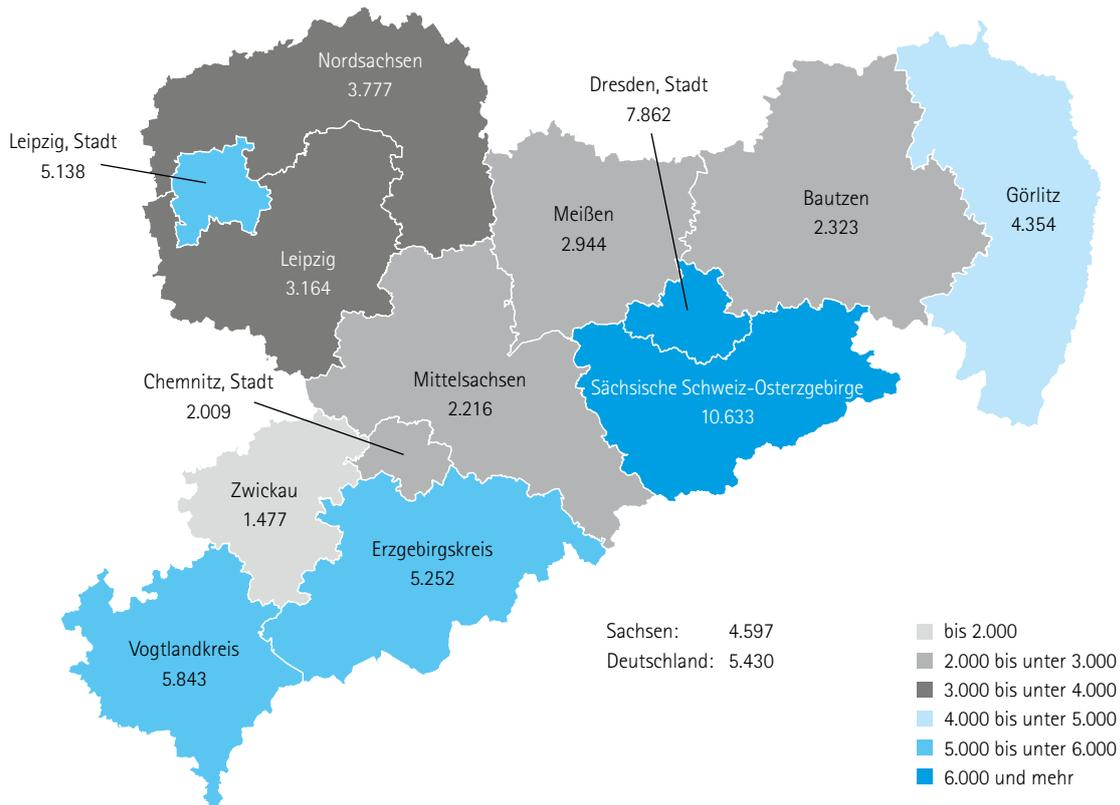 Nordsachsen
3.777
Dresden, Stadt
7.862
Leipzig, Stadt
5.138
Meißen
2.944
Bautzen
2.323
Görlitz
4.354
Leipzig
3.164
Chemnitz, Stadt
2.009
Mittelsachsen
2.216
Sächsische Schweiz-Osterzgebirge
10.633
Zwickau
1.477
Erzgebirgskreis
5.252
Vogtlandkreis
5.843
Sachsen: 4.597
Deutschland: 5.430
bis 2.000
2.000 bis unter 3.000
3.000 bis unter 4.000
4.000 bis unter 5.000
5.000 bis unter 6.000
6.000 und mehr